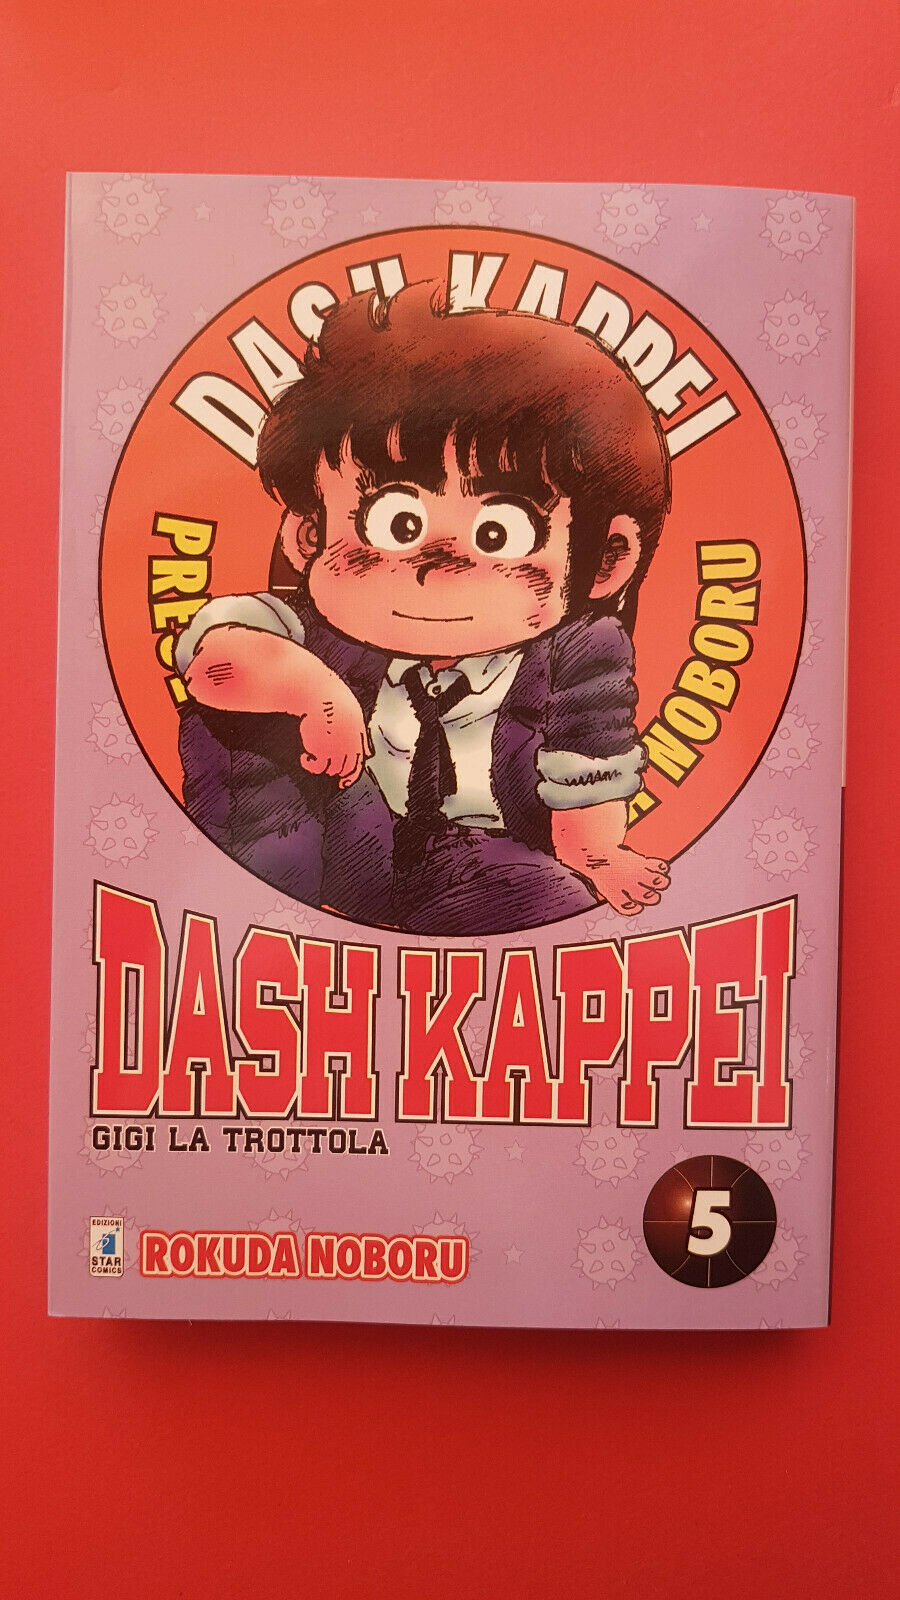 DASH KAPPEI
NOBORU
DASH KAPPEI
GIGI LA TROTTOLA
5
EDIZIONI
STAR
COMICS
ROKUDA NOBORU